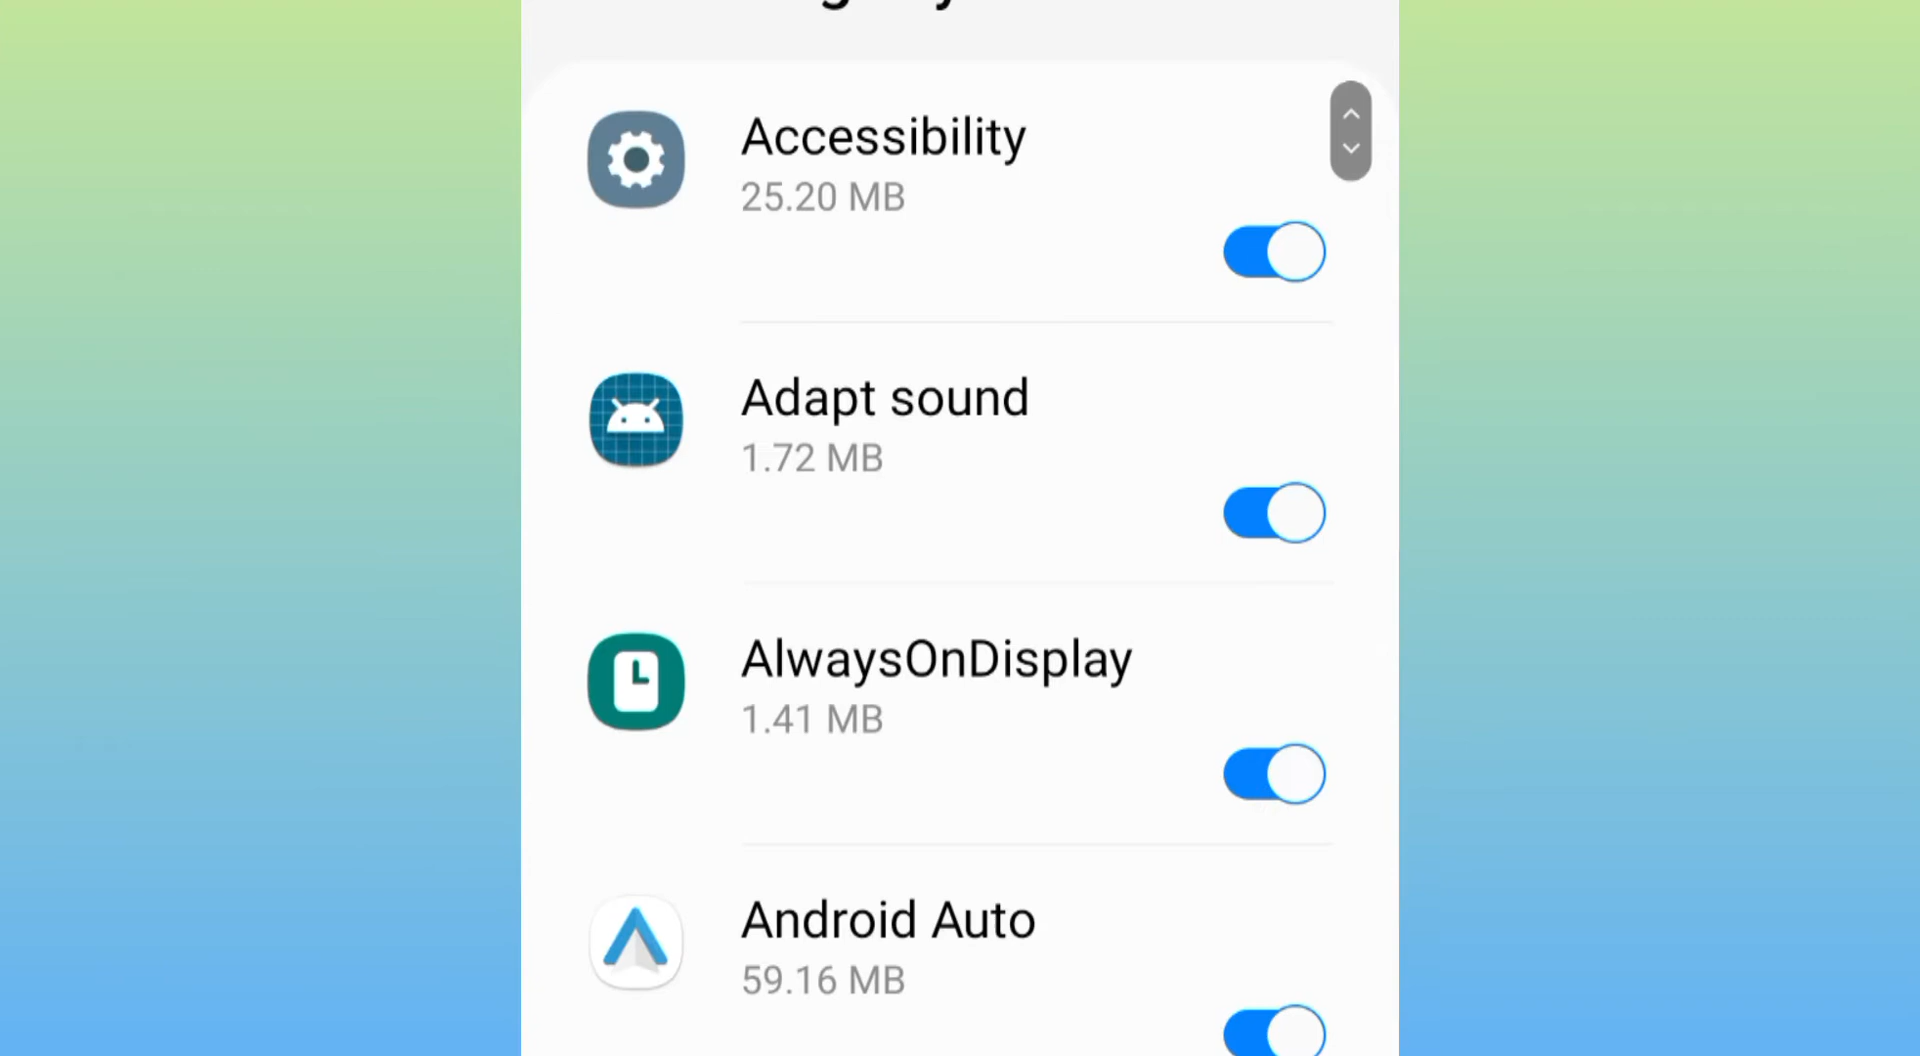 Accessibility
25.20 MB
Adapt sound
1.72 MB
AlwaysOnDisplay
1.41 MB
Android Auto
59.16 MB